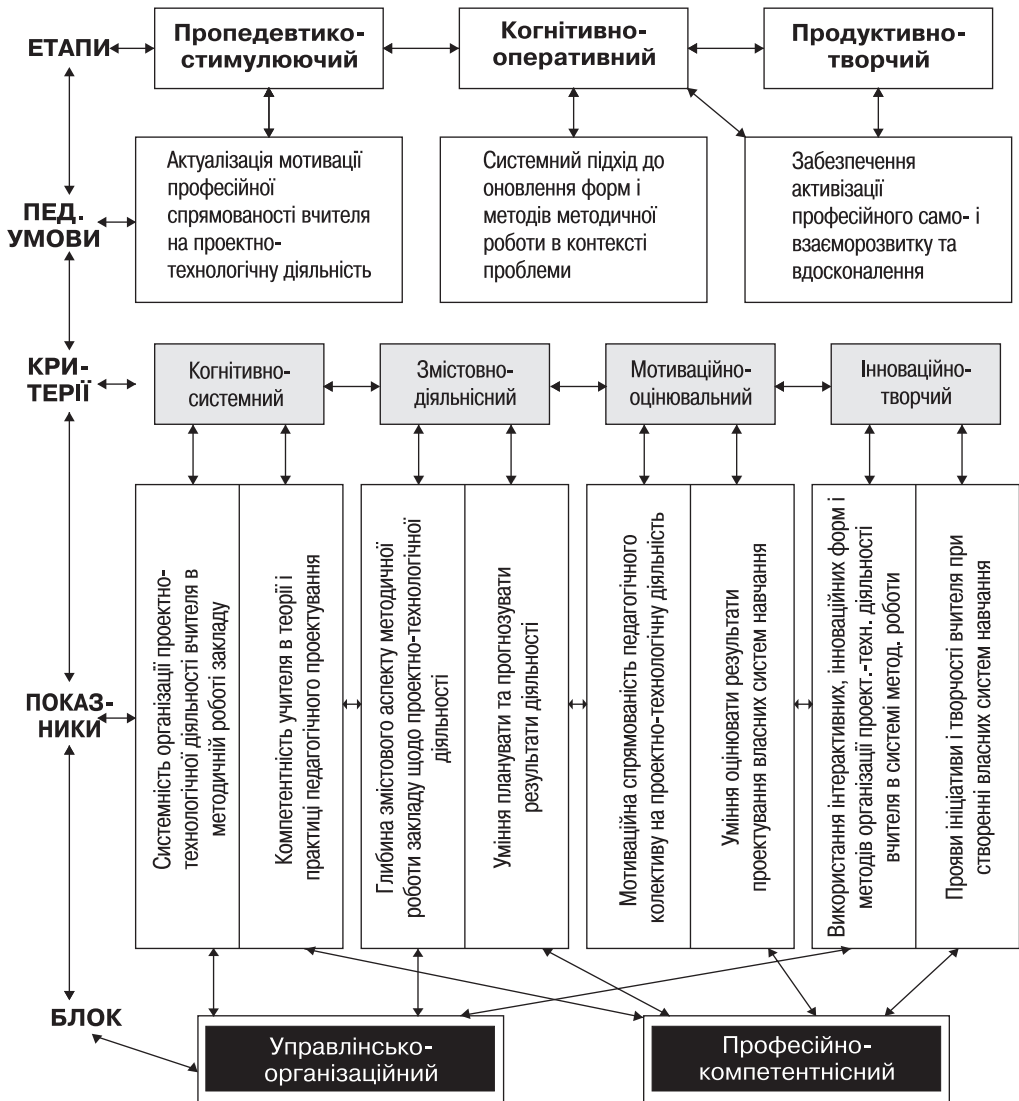 ЕТАПИ
Пропедевтико-
стимулюючий
Когнітивно-
оперативний
Продуктивно-
творчий
ПЕД.
УМОВИ
Актуалізація мотивації
професійної
спрямованості вчителя
на проектно-
технологічну діяльність
Системний підхід до
оновлення форм і
методів методичної
роботи в контексті
проблеми
Забезпечення
активізації
професійного само- і
взаєморозвитку та
вдосконалення
КРИ-
ТЕРІЇ
Когнітивно-
системний
Змістовно-
діяльнісний
Мотиваційно-
оцінювальний
Інноваційно-
творчий
ПОКАЗ-
НИКИ
Системність організації проектно-
технологічної діяльності вчителя в
методичній роботі закладу
Компетентність учителя в теорії і
практиці педагогічного проектування
Глибина змістового аспекту методичної
роботи закладу щодо проектно-технологічної
діяльності
Уміння планувати та прогнозувати
результати діяльності
Мотиваційна спрямованість педагогічного
колективу на проектно-технологічну діяльність
Уміння оцінювати результати
проектування власних систем навчання
Використання інтерактивних, інноваційних форм і
методів організації проект.-техн. діяльності
вчителя в системі метод. роботи
Прояви ініціативи і творчості вчителя при
створенні власних систем навчання
БЛОК
Управлінсько-
організаційний
Професійно-
компетентнісний